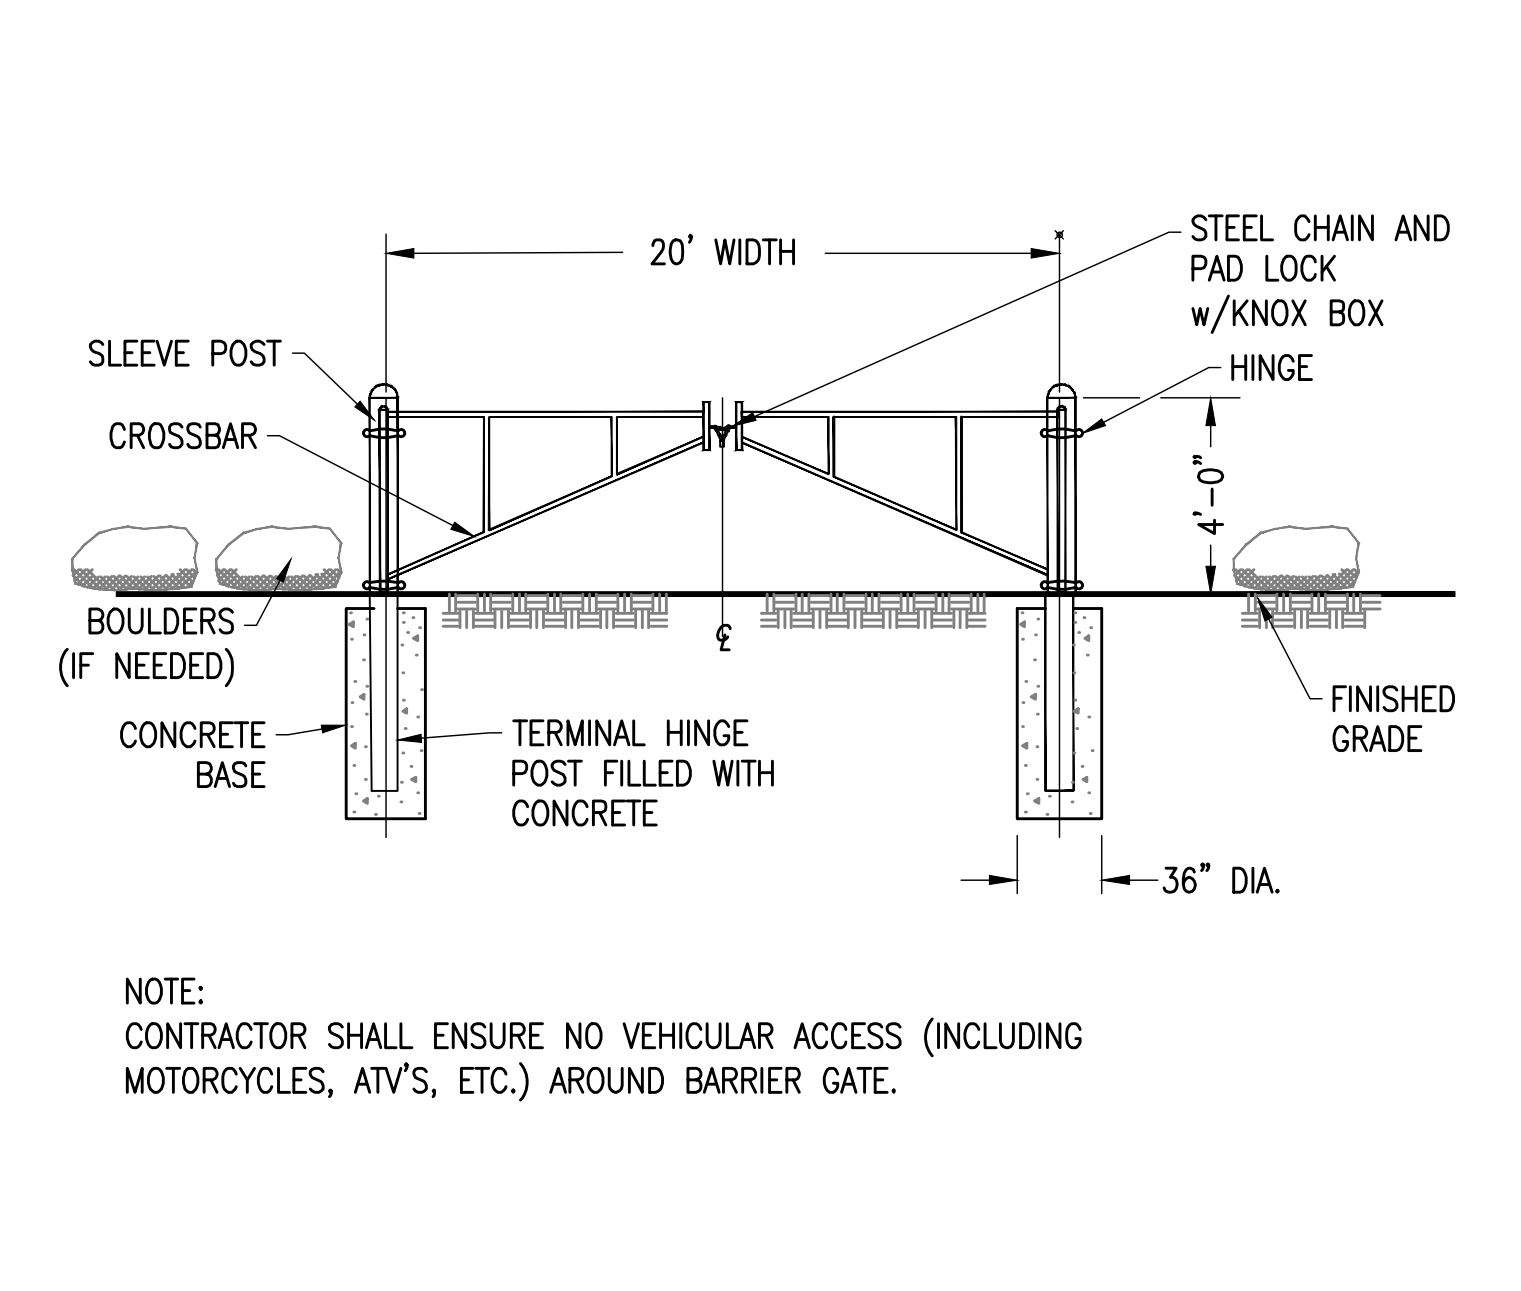 20' WIDTH
STEEL CHAIN AND
PAD LOCK
w/KNOX BOX
SLEEVE POST
HINGE
CROSSBAR
4'-0"
BOULDERS
(IF NEEDED)
℄
FINISHED
GRADE
CONCRETE
BASE
TERMINAL HINGE
POST FILLED WITH
CONCRETE
36" DIA.
NOTE:
CONTRACTOR SHALL ENSURE NO VEHICULAR ACCESS (INCLUDING
MOTORCYCLES, ATV'S, ETC.) AROUND BARRIER GATE.